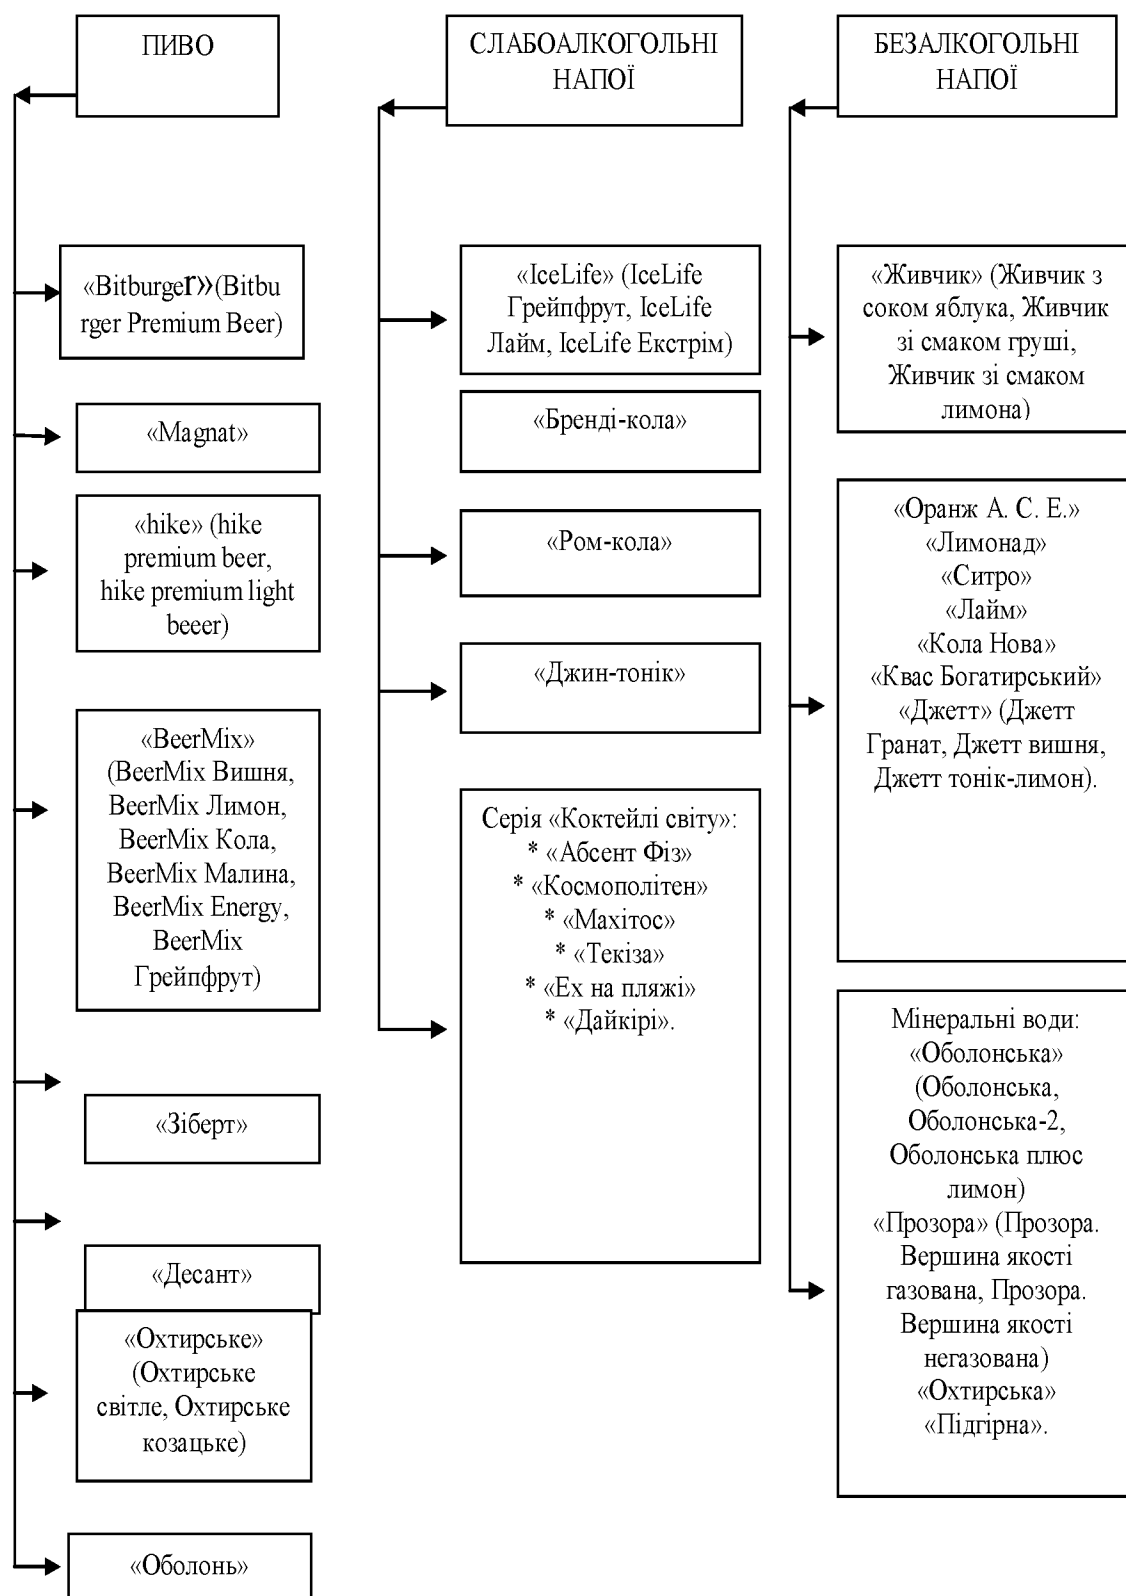 ПИВО
«Bitburger»(Bitbu
rger Premium Beer)
«Magnat»
«hike» (hike
premium beer,
hike premium light
beeer)
«BeerMix»
(BeerMix Вишня,
BeerMix Лимон,
BeerMix Кола,
BeerMix Малина,
BeerMix Energy,
BeerMix
Грейпфрут)
«Зіберт»
«Десант»
«Охтирське»
(Охтирське
світле, Охтирське
козацьке)
«Оболонь»
СЛАБОАЛКОГОЛЬНІ
НАПОЇ
«IceLife» (IceLife
Грейпфрут, IceLife
Лайм, IceLife Екстрім)
«Бренді-кола»
«Ром-кола»
«Джин-тонік»
Серія «Коктейлі світу»:
* «Абсент Фіз»
* «Космополітен»
* «Махітос»
* «Текіза»
* «Ех на пляжі»
* «Дайкірі».
БЕЗАЛКОГОЛЬНІ
НАПОЇ
«Живчик» (Живчик з
соком яблука, Живчик
зі смаком груші,
Живчик зі смаком
лимона)
«Оранж А. С. Е.»
«Лимонад»
«Ситро»
«Лайм»
«Кола Нова»
«Квас Богатирський»
«Джетт» (Джетт
Гранат, Джетт вишня,
Джетт тонік-лимон).
Мінеральні води:
«Оболонська»
(Оболонська,
Оболонська-2,
Оболонська плюс
лимон)
«Прозора» (Прозора.
Вершина якості
газована, Прозора.
Вершина якості
негазована)
«Охтирська»
«Підгірна».